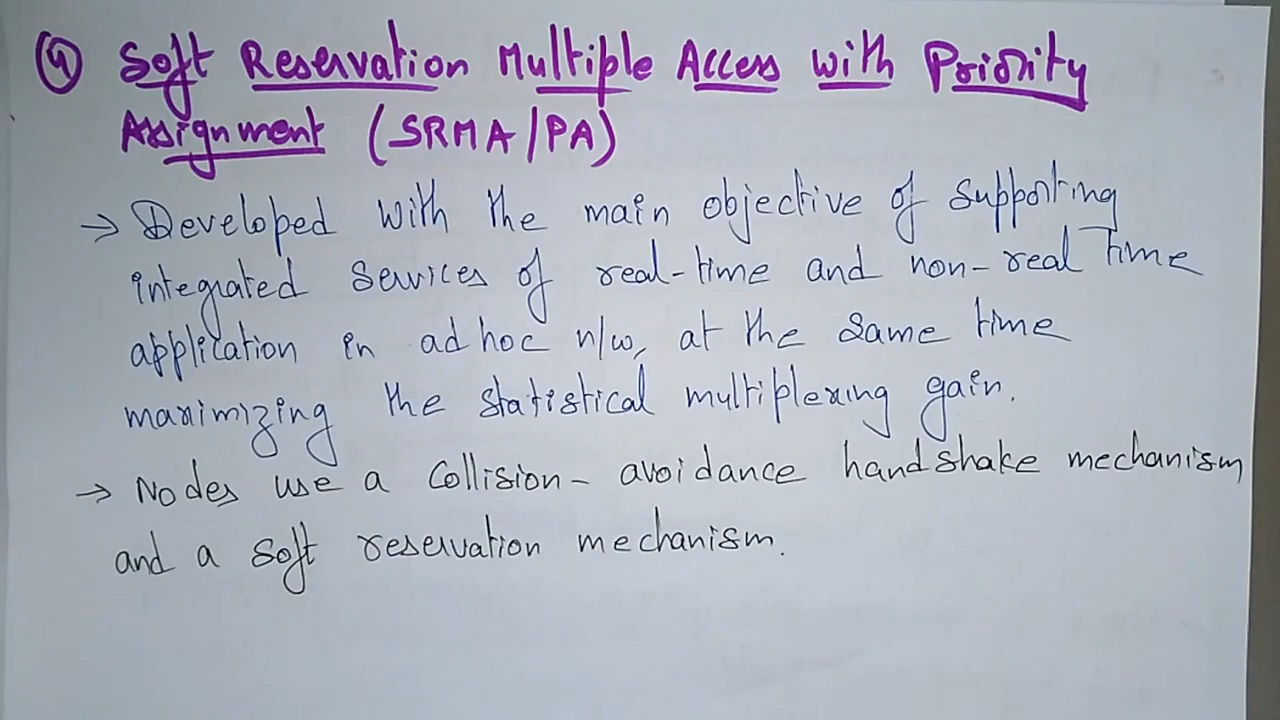 ④ Soft Reservation Multiple Access with Priority
Assignment (SRMA/PA)
→ Developed with the main objective of supporting
integrated services of real-time and non-real time
application in ad hoc n/w, at the same time
maximizing the statistical multiplexing gain.
→ Nodes use a collision-avoidance handshake mechanism
and a soft reservation mechanism.